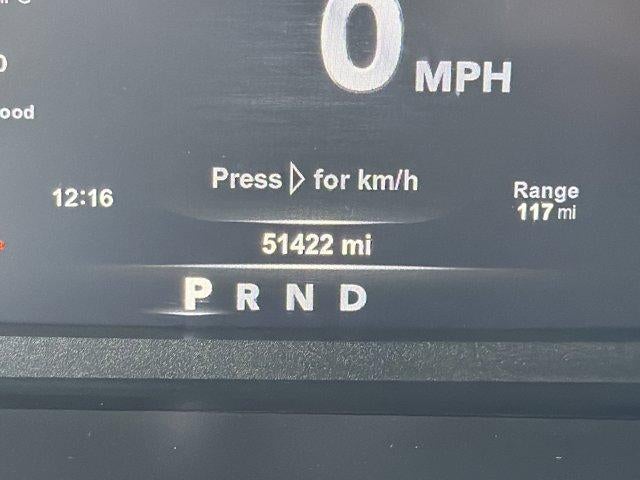 0 MPH
ood
Press ▷ for km/h
12:16
Range
117 mi
51422 mi
P R N D